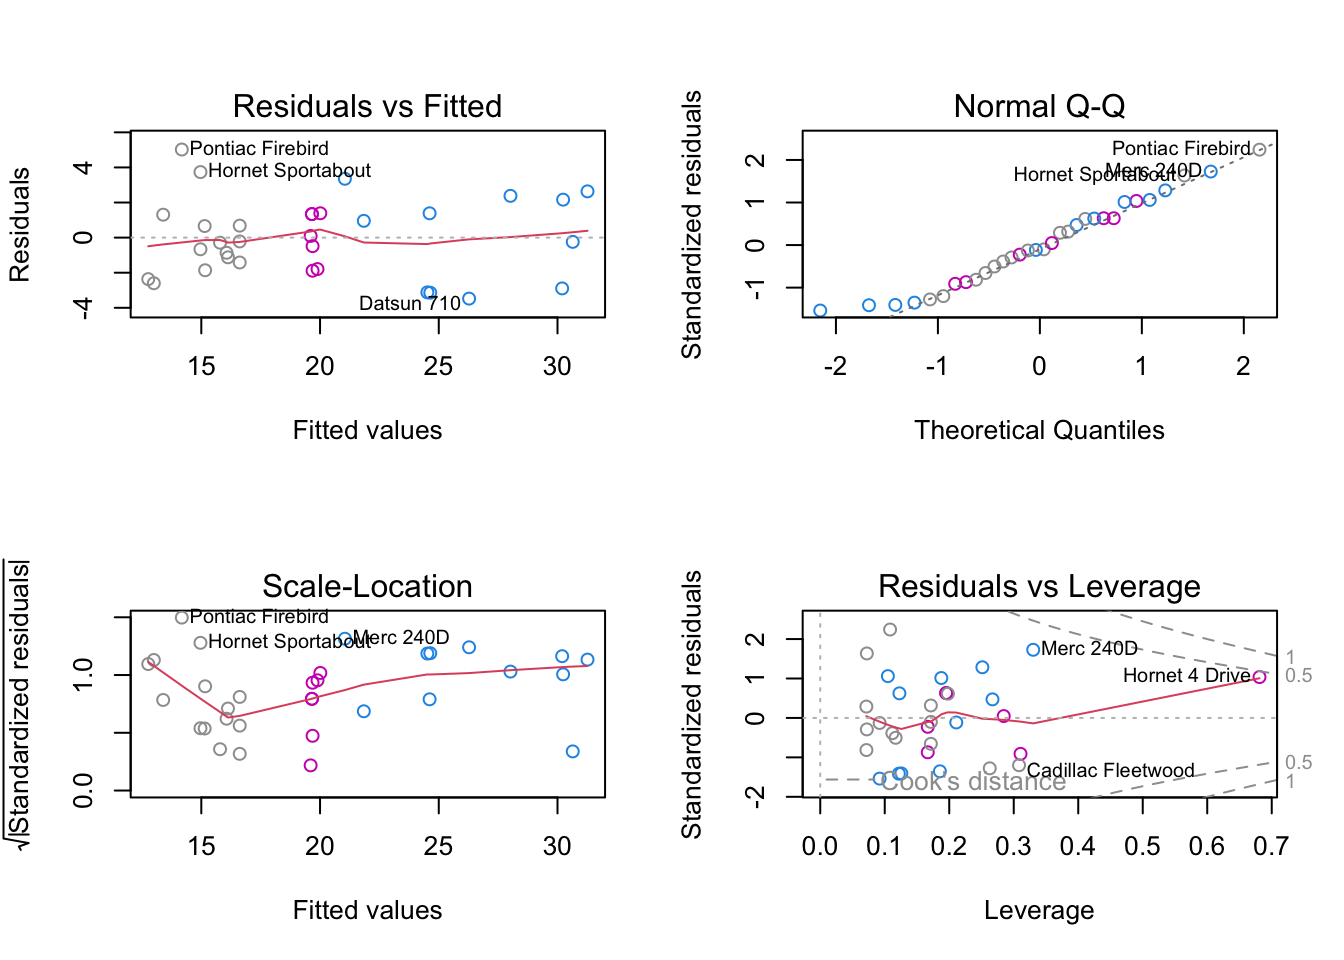 Residuals vs Fitted
Residuals
4
0
-4
Pontiac Firebird
Hornet Sportabout
Datsun 710
15 20 25 30
Fitted values
Normal Q-Q
Standardized residuals
2
1
0
-1
Pontiac Firebird
Hornet Sportabout
Merc 240D
-2 -1 0 1 2
Theoretical Quantiles
Scale-Location
√|Standardized residuals|
1.0
0.0
Pontiac Firebird
Hornet Sportabout
Merc 240D
15 20 25 30
Fitted values
Residuals vs Leverage
Standardized residuals
2
1
0
-2
Merc 240D
Hornet 4 Drive
Cadillac Fleetwood
Cook's distance
1
0.5
0.5
1
0.0 0.1 0.2 0.3 0.4 0.5 0.6 0.7
Leverage